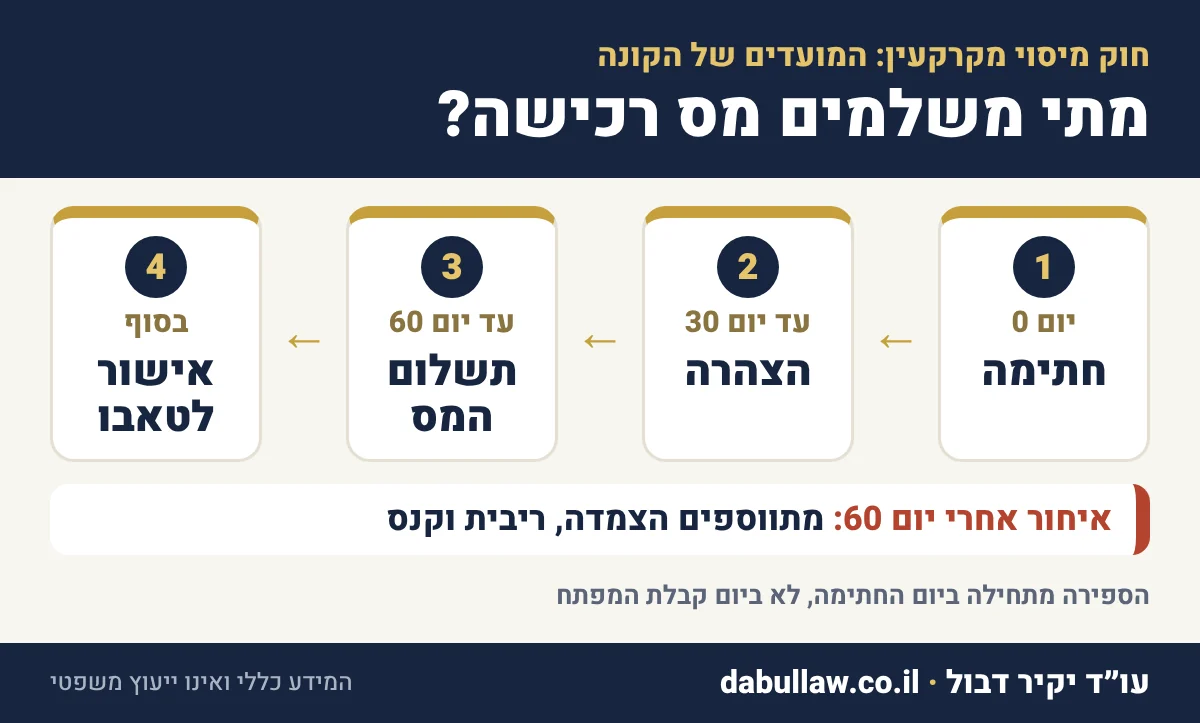 חוק מיסוי מקרקעין: המועדים של הקונה
מתי משלמים מס רכישה?
1
יום 0
חתימה
←
2
עד יום 30
הצהרה
←
3
עד יום 60
תשלום
המס
←
4
בסוף
אישור
לטאבו
איחור אחרי יום 60: מתווספים הצמדה, ריבית וקנס
הספירה מתחילה ביום החתימה, לא ביום קבלת המפתח
עו״ד יקיר דבול · dabullaw.co.il
המידע כללי ואינו ייעוץ משפטי